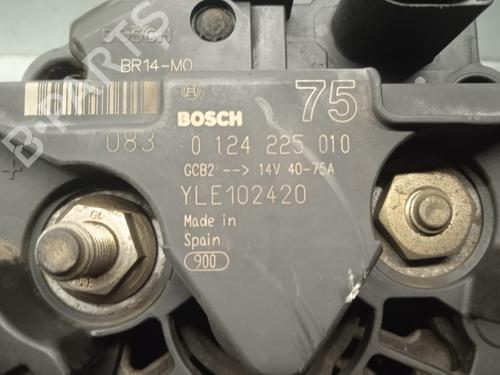 BOSCH
BR14-M0
B-PARTS
75
BOSCH
083
0 124 225 010
GCB2 --> 14V 40-75A
YLE102420
Made in
Spain
900